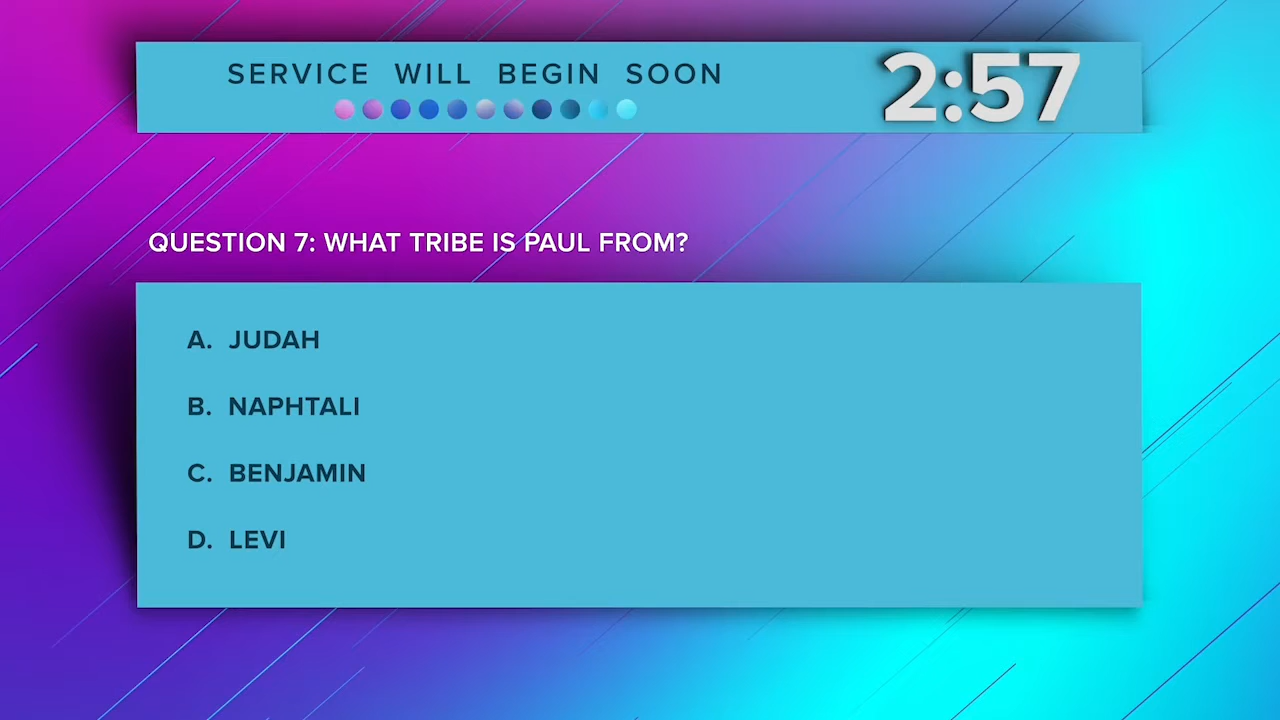 SERVICE WILL BEGIN SOON
2:57
QUESTION 7: WHAT TRIBE IS PAUL FROM?
A. JUDAH
B. NAPHTALI
C. BENJAMIN
D. LEVI